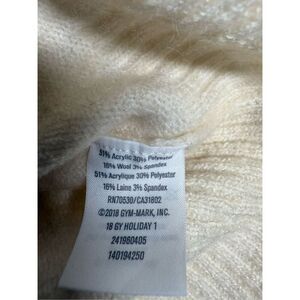 51% Acrylic 30% Polyester
16% Wool 3% Spandex
51% Acrylique 30% Polyester
16% Laine 3% Spandex
RN70530/CA31802
©2018 GYM-MARK, INC.
18 GY HOLIDAY 1
241960405
140194250